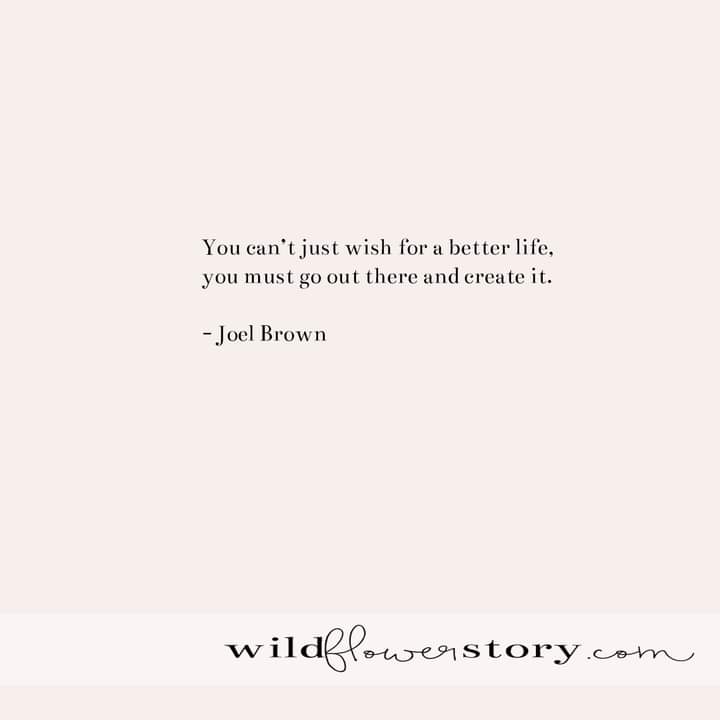 You can’t just wish for a better life,
you must go out there and create it.
- Joel Brown
wildflowerstory.com